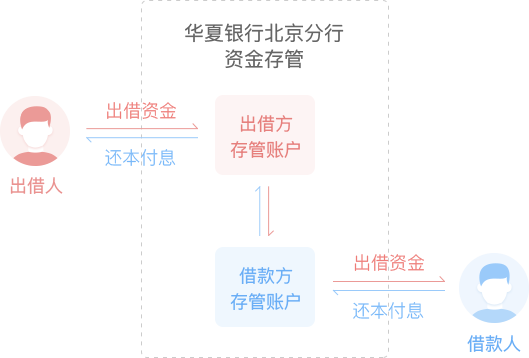 华夏银行北京分行
资金存管
出借资金
还本付息
出借人
出借方
存管账户
借款方
存管账户
出借资金
还本付息
借款人